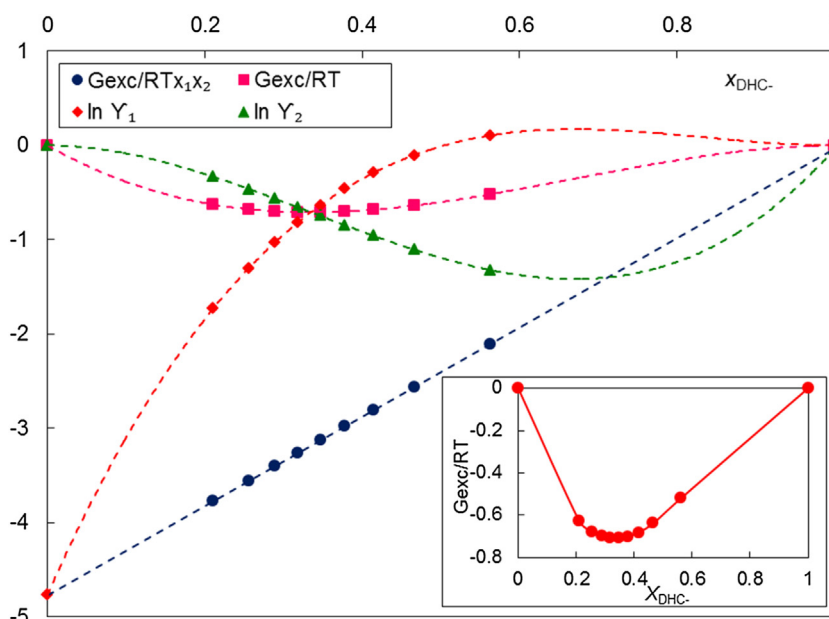 0 0.2 0.4 0.6 0.8
1
Gexc/RTx₁x₂ Gexc/RT
ln ϒ₁ ln ϒ₂
x_DHC-
0
-1
-2
-3
-4
-5
0
-0.2
-0.4
-0.6
-0.8
Gexc/RT
0 0.2 0.4 0.6 0.8 1
X_DHC-